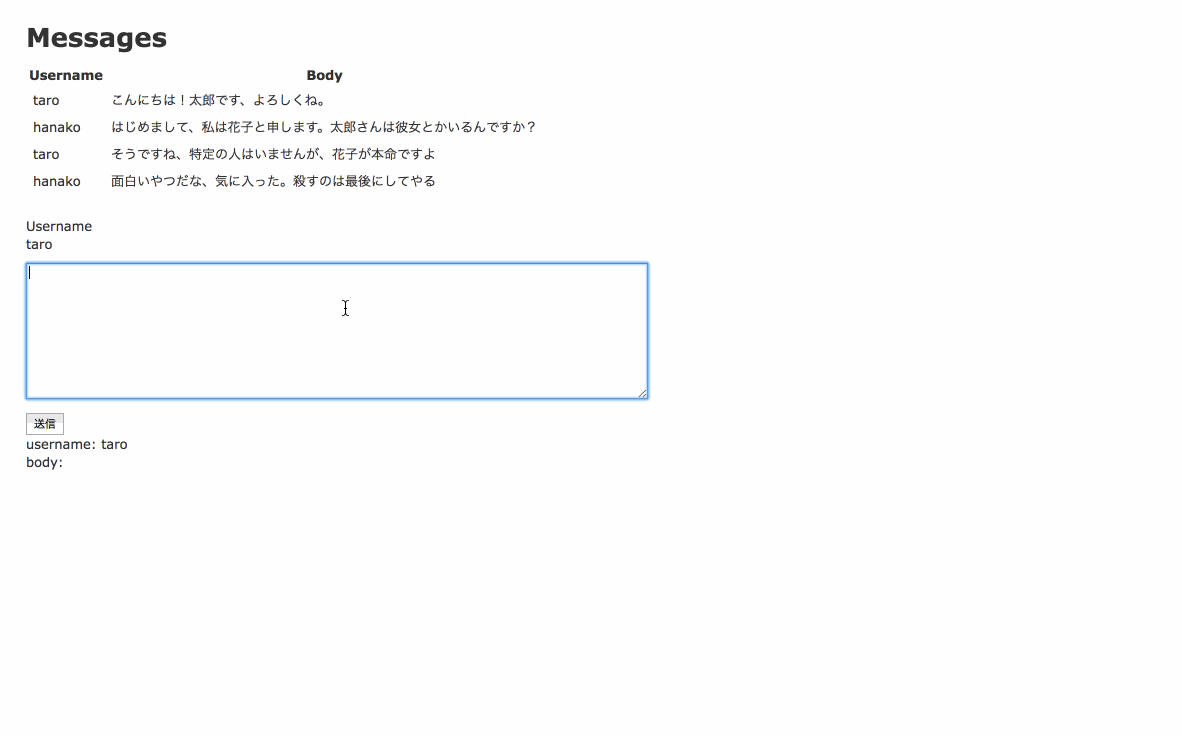 Messages
Username Body
taro こんにちは！太郎です、よろしくね。
hanako はじめまして、私は花子と申します。太郎さんは彼女とかいるんですか？
taro そうですね、特定の人はいませんが、花子が本命ですよ
hanako 面白いやつだな、気に入った。殺すのは最後にしてやる
Username
taro
送信
username: taro
body: